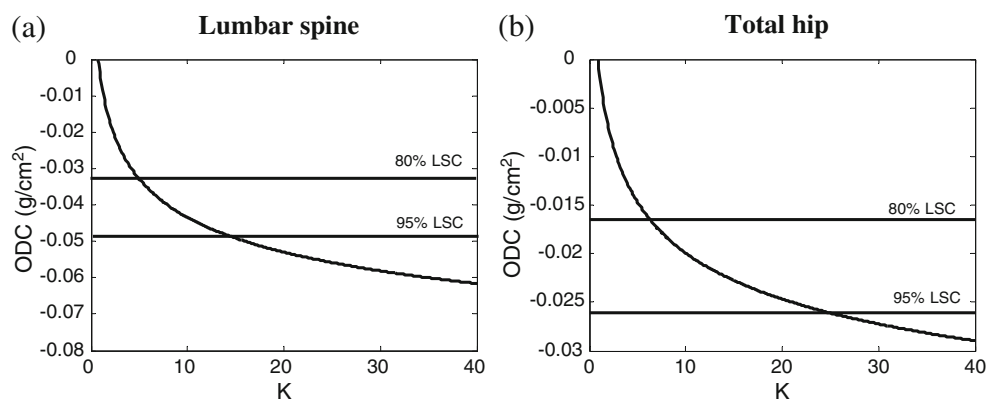 (a) Lumbar spine
0
-0.01
-0.02
-0.03
-0.04
-0.05
-0.06
-0.07
-0.08
ODC (g/cm²)
80% LSC
95% LSC
0 10 20 30 40
K
(b) Total hip
0
-0.005
-0.01
-0.015
-0.02
-0.025
-0.03
ODC (g/cm²)
80% LSC
95% LSC
0 10 20 30 40
K